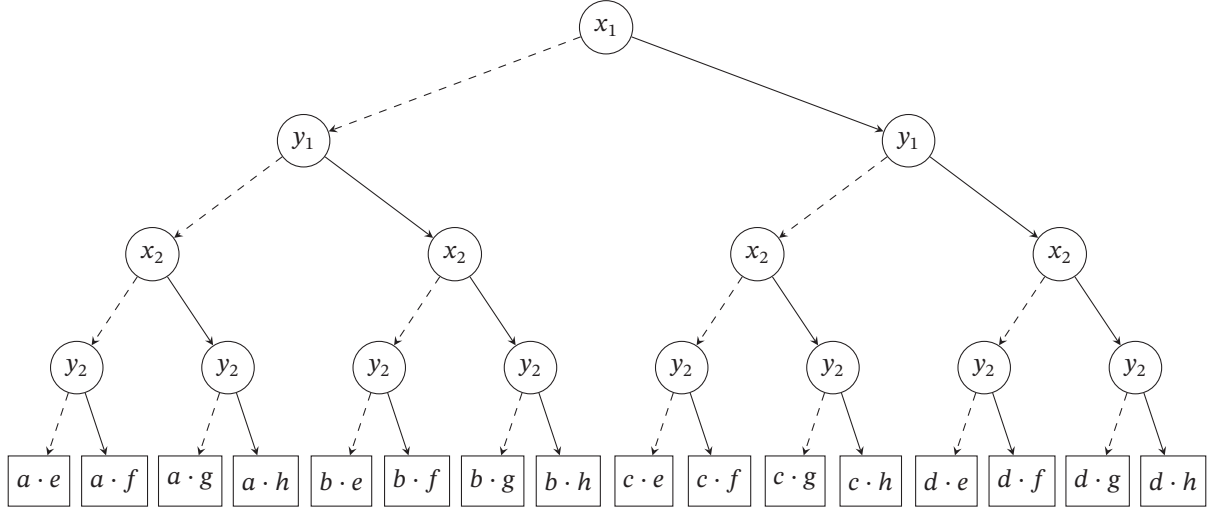 x₁
y₁ y₁
x₂ x₂ x₂ x₂
y₂ y₂ y₂ y₂ y₂ y₂ y₂ y₂
a · e a · f a · g a · h b · e b · f b · g b · h c · e c · f c · g c · h d · e d · f d · g d · h